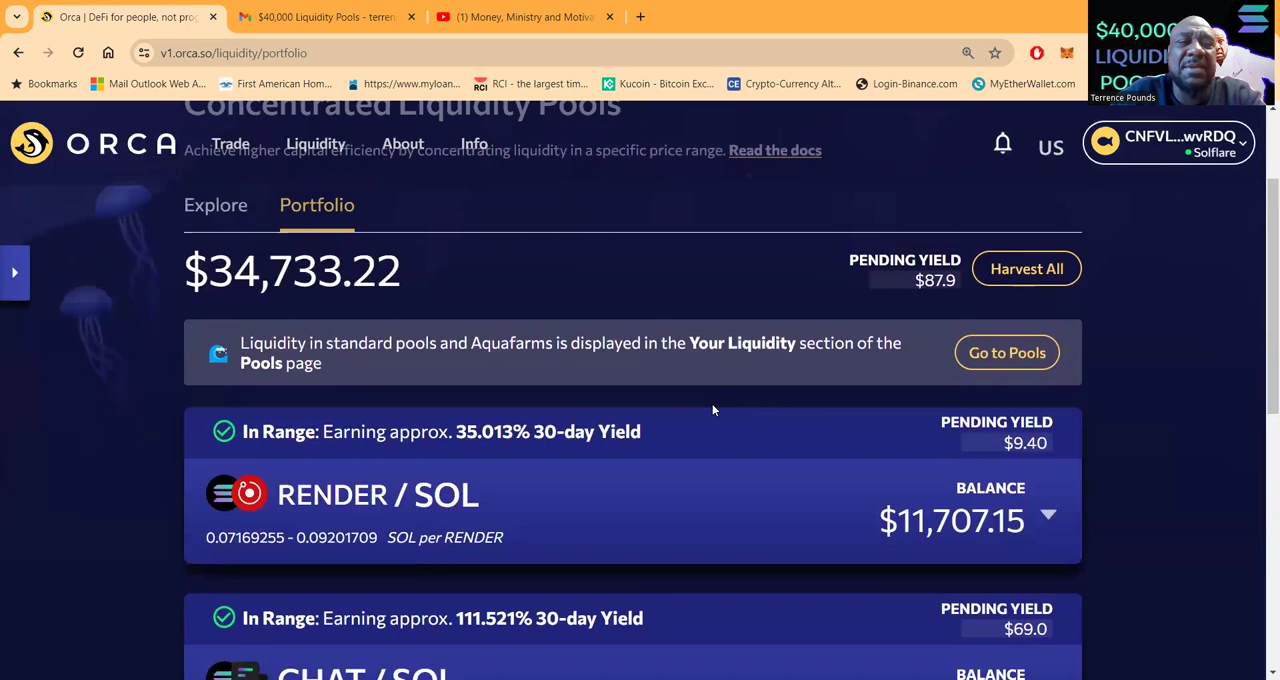 Orca | DeFi for people, not pro
$40,000 Liquidity Pools - terren
(1) Money, Ministry and Motiva
v1.orca.so/liquidity/portfolio
Bookmarks
Mail Outlook Web A...
First American Hom...
https://www.myloan...
RCI - the largest tim...
Kucoin - Bitcoin Exc...
Crypto-Currency Alt...
Login-Binance.com
MyEtherWallet.com
$40,000
LIQUID
PO
Terrence Pounds
Concentrated Liquidity Pools
ORCA
Trade
Liquidity
About
Info
US
CNFVL...wvRDQ
Solflare
Achieve higher capital efficiency by concentrating liquidity in a specific price range. Read the docs
Explore
Portfolio
$34,733.22
PENDING YIELD
$87.9
Harvest All
Liquidity in standard pools and Aquafarms is displayed in the Your Liquidity section of the
Pools page
Go to Pools
In Range: Earning approx. 35.013% 30-day Yield
PENDING YIELD
$9.40
RENDER / SOL
BALANCE
$11,707.15
0.07169255 - 0.09201709 SOL per RENDER
In Range: Earning approx. 111.521% 30-day Yield
PENDING YIELD
$69.0
CHAT / SOL
BALANCE